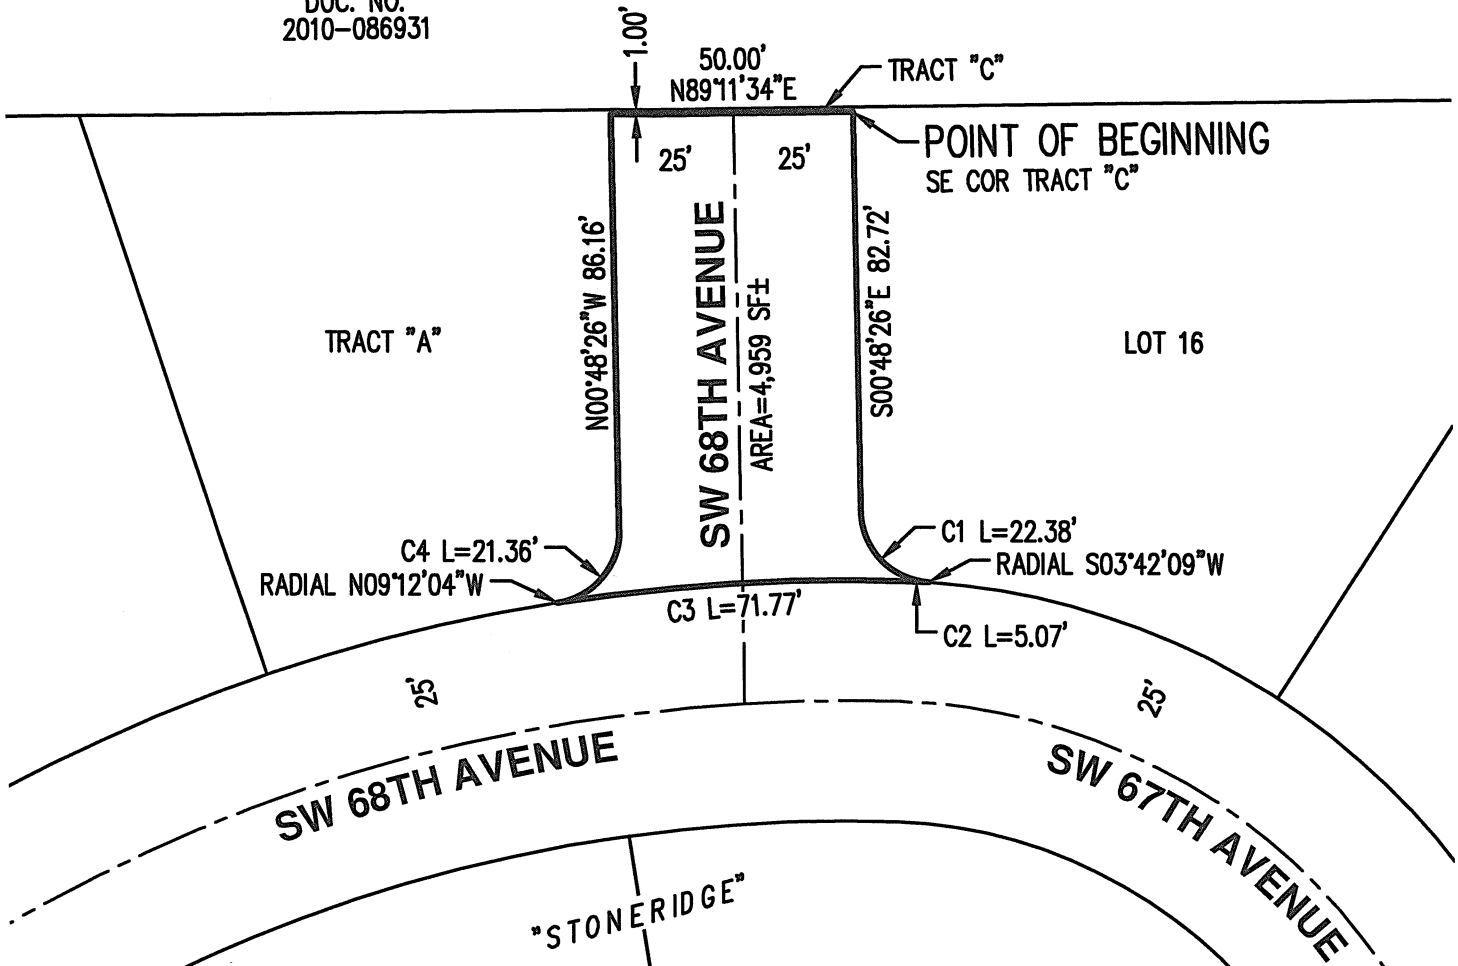 DOC. NO.
2010-086931
1.00'
50.00'
N89°11'34"E
TRACT "C"
POINT OF BEGINNING
SE COR TRACT "C"
25'
25'
N00°48'26"W 86.16'
SW 68TH AVENUE
AREA=4,959 SF±
S00°48'26"E 82.72'
TRACT "A"
LOT 16
C4 L=21.36'
RADIAL N09°12'04"W
C1 L=22.38'
RADIAL S03°42'09"W
C3 L=71.77'
C2 L=5.07'
25'
25'
SW 68TH AVENUE
SW 67TH AVENUE
"STONERIDGE"